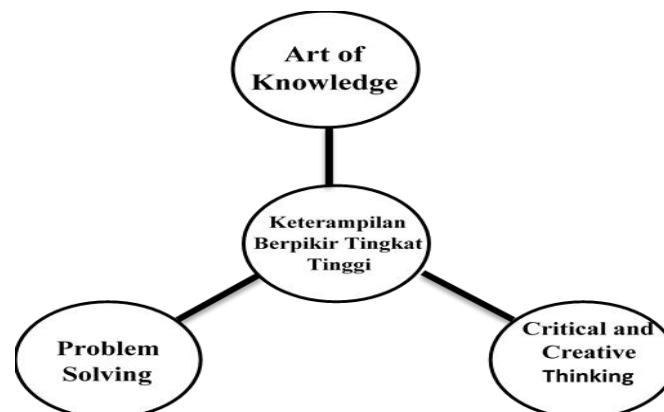 Art of
Knowledge
Keterampilan
Berpikir Tingkat
Tinggi
Problem
Solving
Critical and
Creative
Thinking